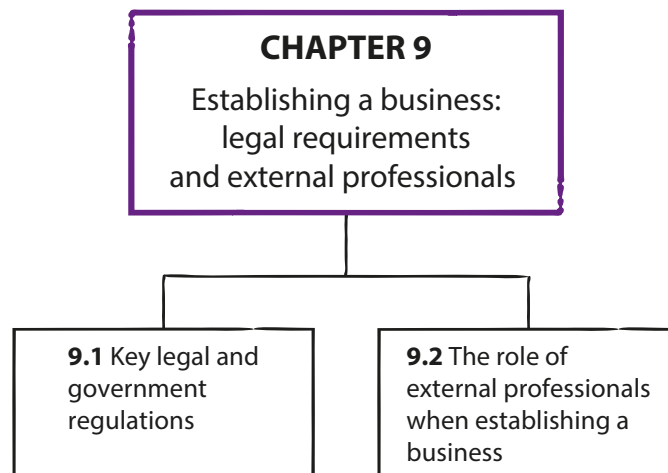 CHAPTER 9
Establishing a business:
legal requirements
and external professionals
9.1 Key legal and
government
regulations
9.2 The role of
external professionals
when establishing a
business